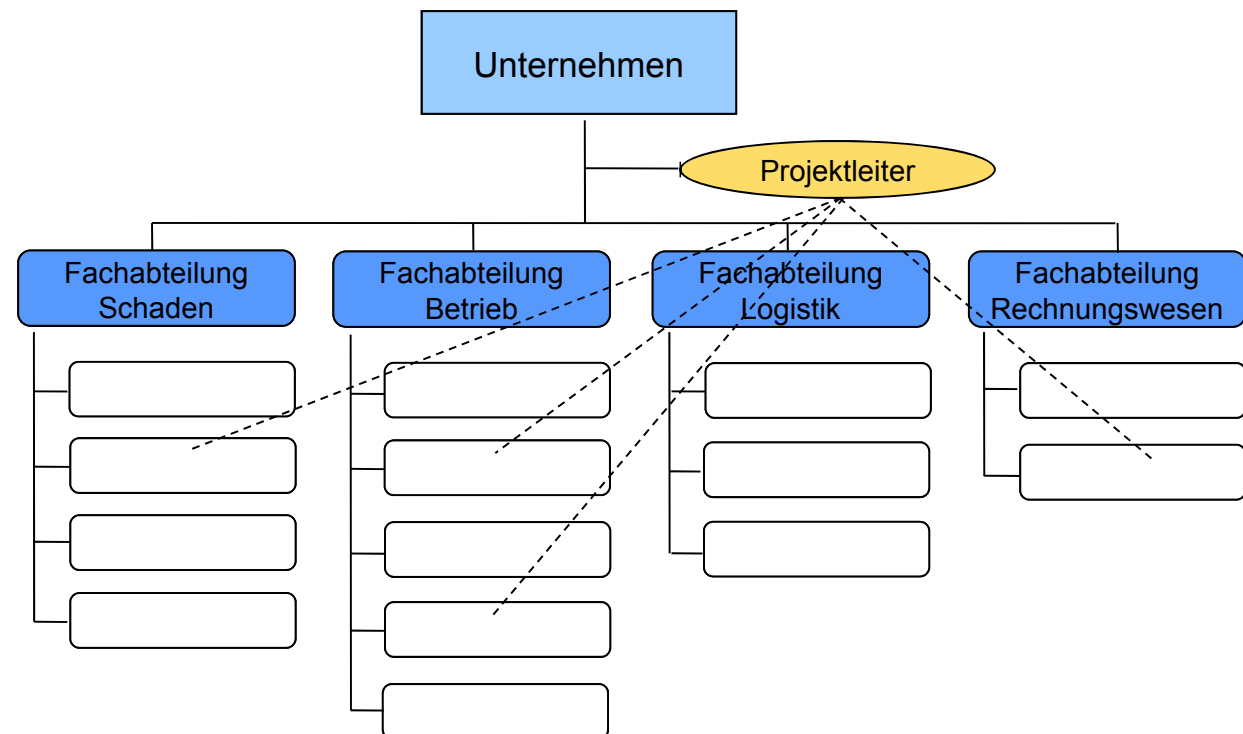 Unternehmen
Projektleiter
Fachabteilung
Schaden
Fachabteilung
Betrieb
Fachabteilung
Logistik
Fachabteilung
Rechnungswesen